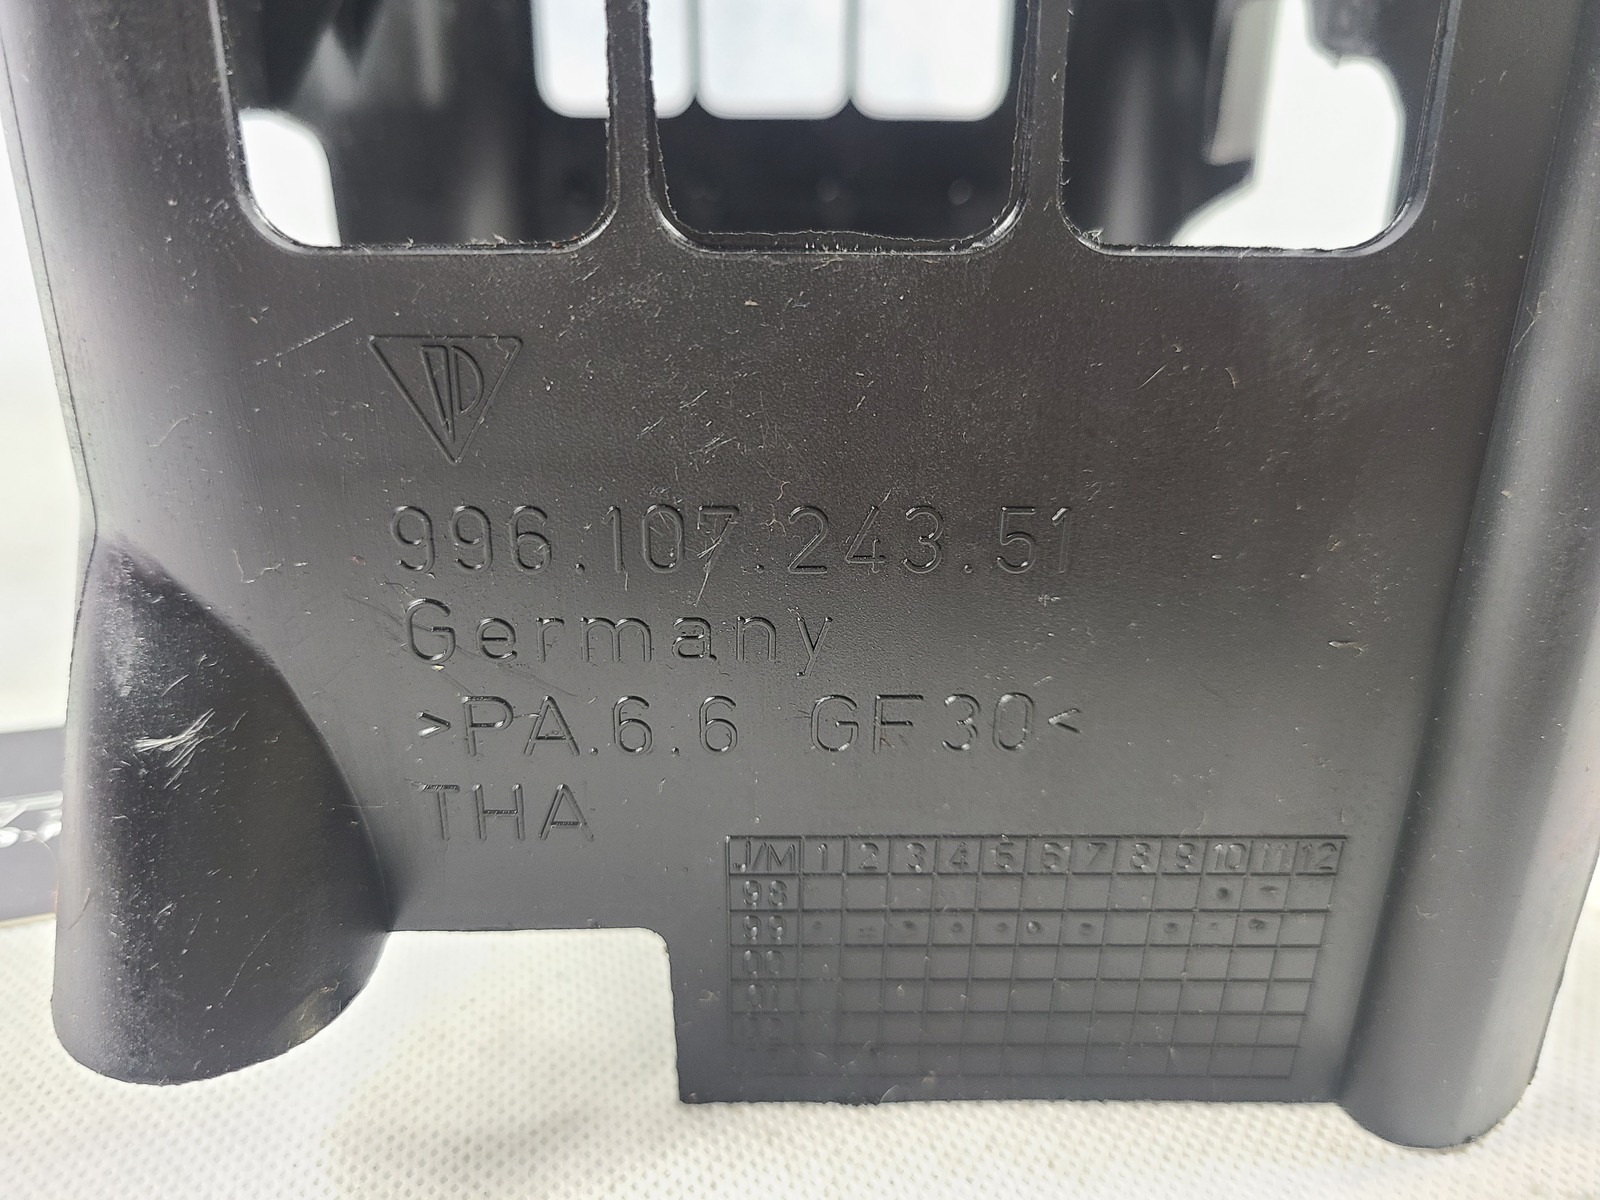 996.107.243.51
Germany
>PA.6.6 GF30<
THA
J/M 1 2 3 4 5 6 7 8 9 10 11 12
98
99
00
01